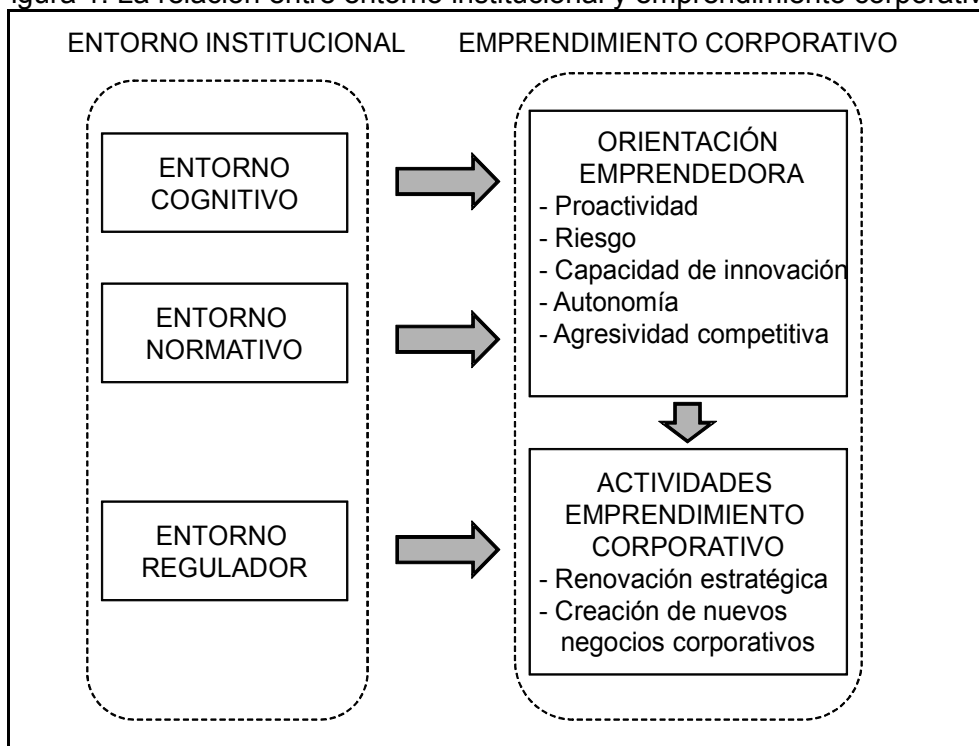 igura 1. La relación entre entorno institucional y emprendimiento corporativ
ENTORNO INSTITUCIONAL
EMPRENDIMIENTO CORPORATIVO
ENTORNO
COGNITIVO
ENTORNO
NORMATIVO
ENTORNO
REGULADOR
ORIENTACIÓN
EMPRENDEDORA
- Proactividad
- Riesgo
- Capacidad de innovación
- Autonomía
- Agresividad competitiva
ACTIVIDADES
EMPRENDIMIENTO
CORPORATIVO
- Renovación estratégica
- Creación de nuevos
negocios corporativos